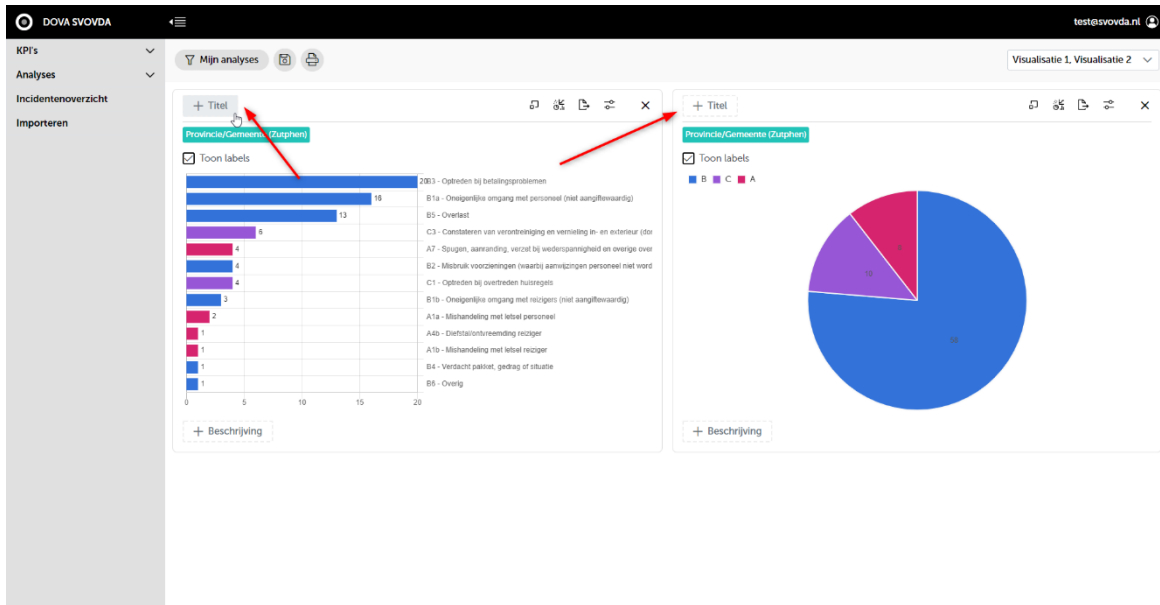 DOVA SVOVDA
test@svovda.nl
KPI's
Analyses
Incidentenoverzicht
Importeren
Mijn analyses
Visualisatie 1, Visualisatie 2
+ Titel
Provincie/Gemeente (Zutphen)
Toon labels
20 B3 - Optreden bij betalingsproblemen
16 B1a - Oneigenlijke omgang met personeel (niet aangiftewaardig)
13 B5 - Overlast
6 C3 - Constateren van verontreiniging en vernieling in- en exterieur (doo
4 A7 - Spugen, aanranding, verzet bij wederspannigheid en overige over
4 B2 - Misbruik voorzieningen (waarbij aanwijzingen personeel niet word
4 C1 - Optreden bij overtreden huisregels
3 B1b - Oneigenlijke omgang met reizigers (niet aangiftewaardig)
2 A1a - Mishandeling met letsel personeel
1 A4b - Diefstal/ontvreemding reiziger
1 A1b - Mishandeling met letsel reiziger
1 B4 - Verdacht pakket, gedrag of situatie
1 B6 - Overig
0 5 10 15 20
+ Beschrijving
+ Titel
Provincie/Gemeente (Zutphen)
Toon labels
B C A
10
+ Beschrijving